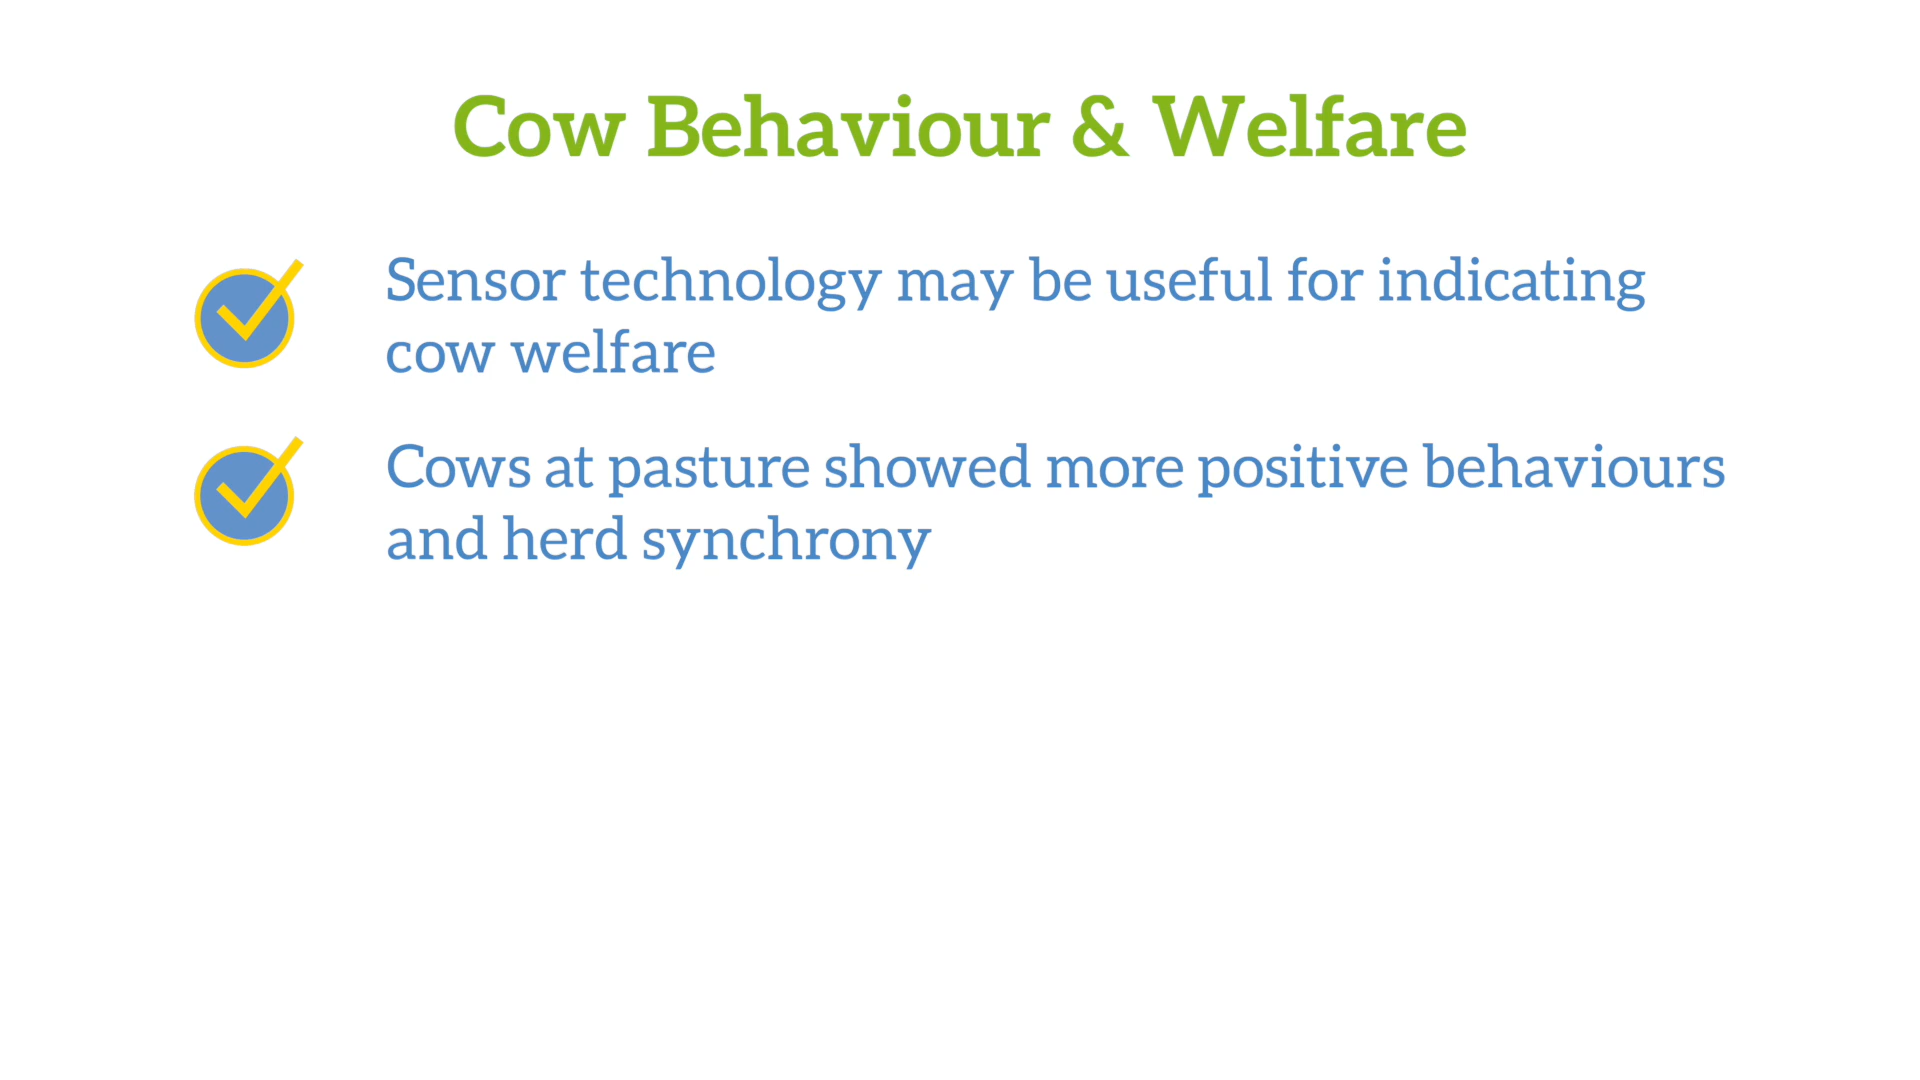 Cow Behaviour & Welfare
Sensor technology may be useful for indicating
cow welfare
Cows at pasture showed more positive behaviours
and herd synchrony